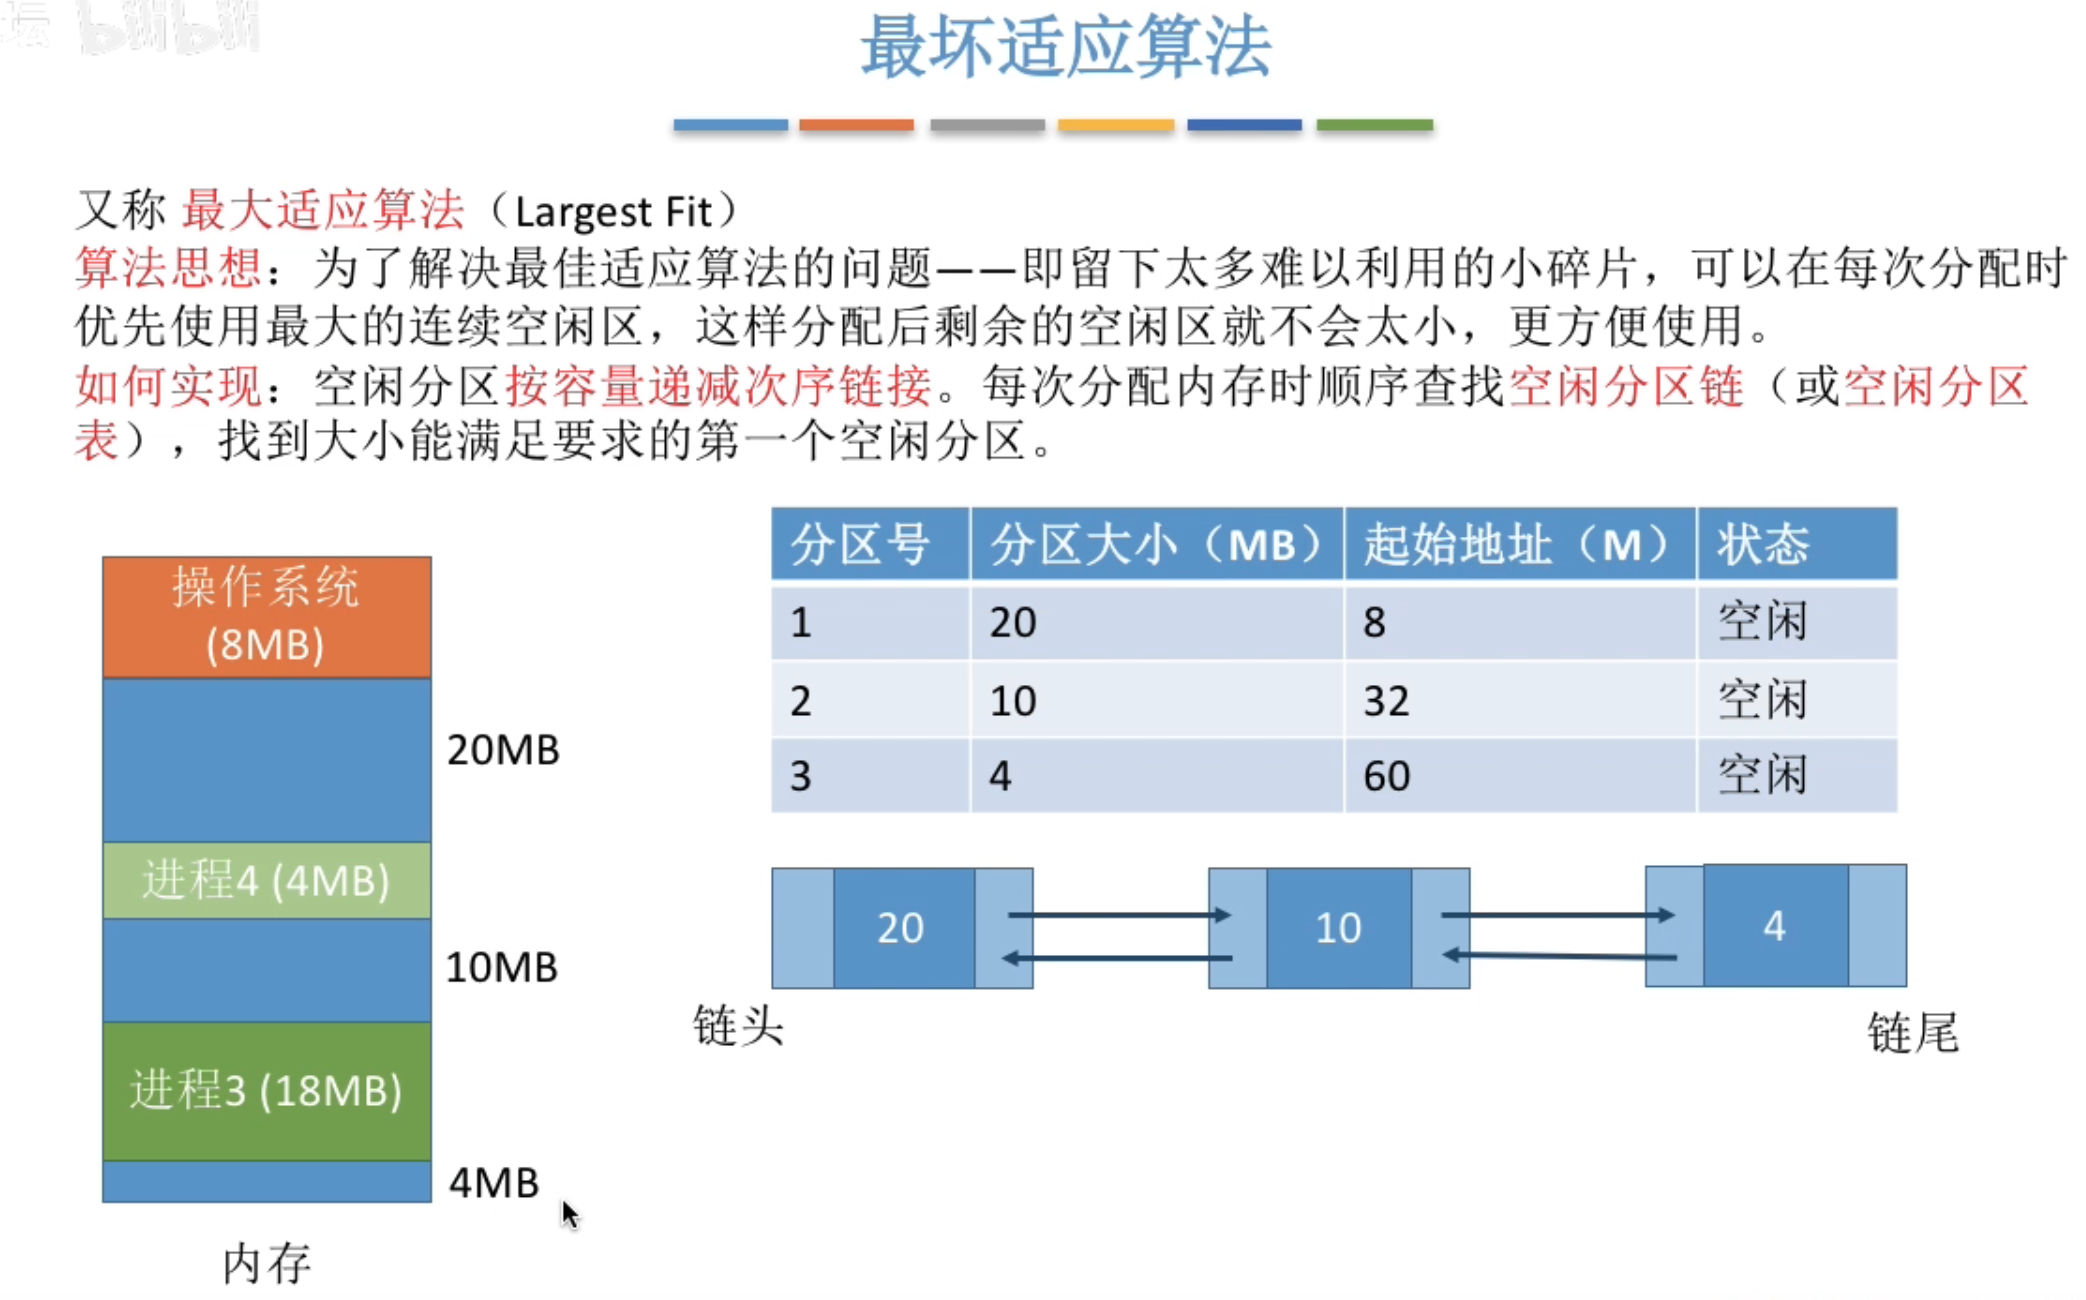 坛 bilibili
最坏适应算法
又称 最大适应算法（Largest Fit）
算法思想：为了解决最佳适应算法的问题——即留下太多难以利用的小碎片，可以在每次分配时
优先使用最大的连续空闲区，这样分配后剩余的空闲区就不会太小，更方便使用。
如何实现：空闲分区按容量递减次序链接。每次分配内存时顺序查找空闲分区链（或空闲分区
表），找到大小能满足要求的第一个空闲分区。
操作系统
(8MB)
20MB
进程4 (4MB)
10MB
进程3 (18MB)
4MB
内存
分区号 分区大小（MB） 起始地址（M） 状态
1 20 8 空闲
2 10 32 空闲
3 4 60 空闲
20 10 4
链头 链尾